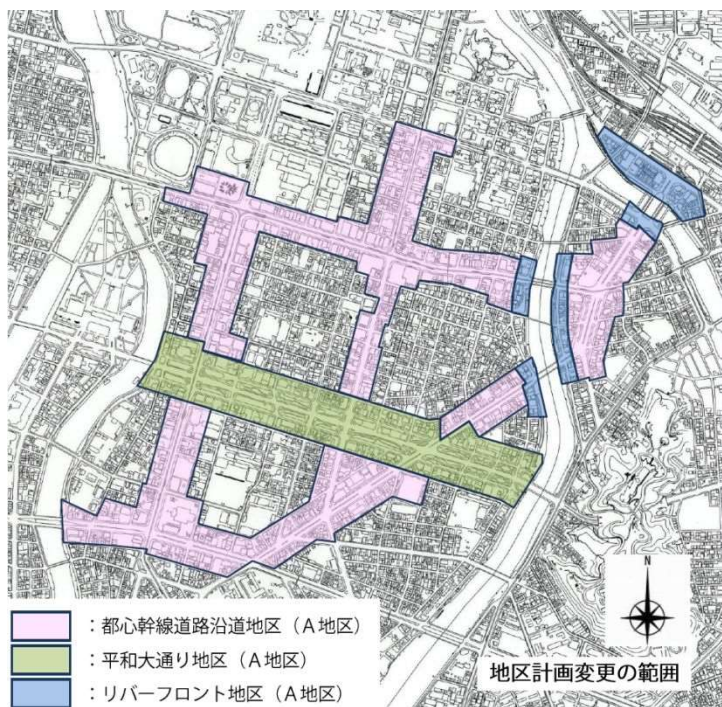 N
地区計画変更の範囲
：都心幹線道路沿道地区（A地区）
：平和大通り地区（A地区）
：リバーフロント地区（A地区）